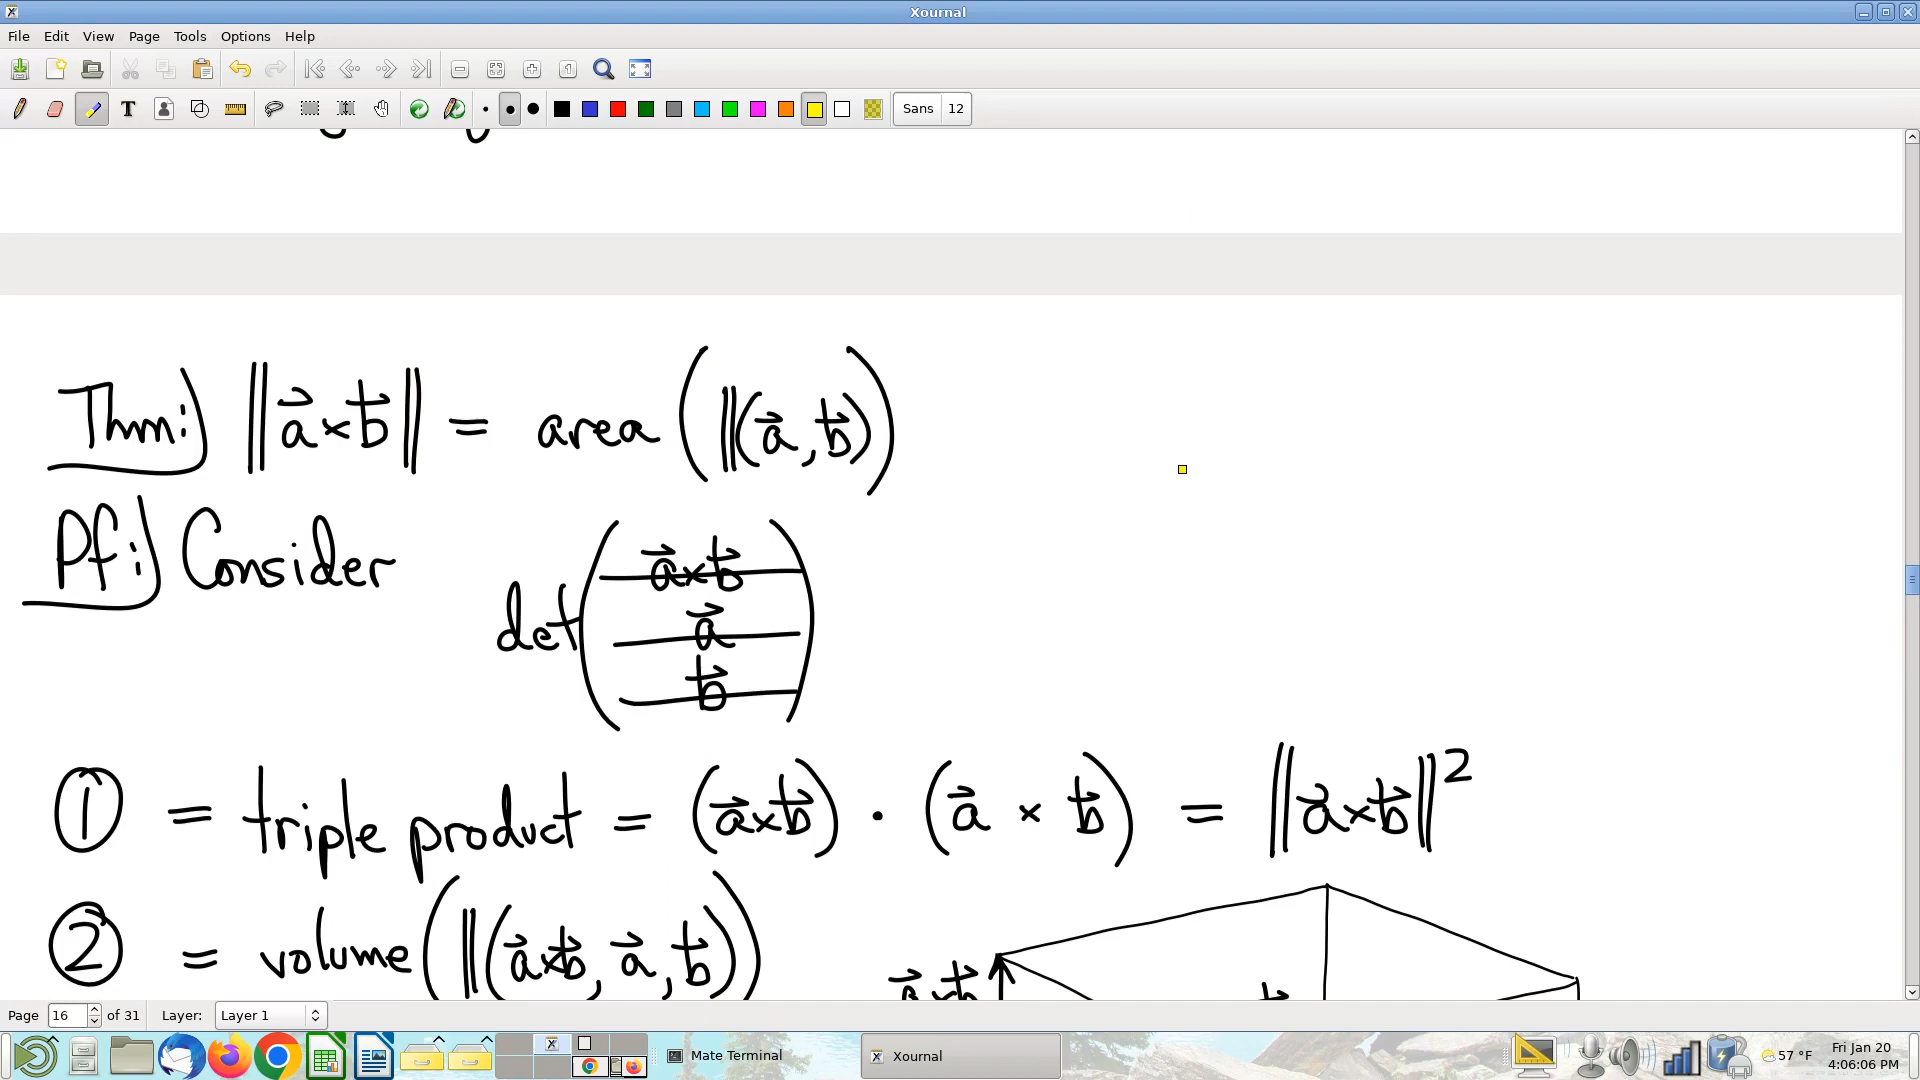 Xournal
File Edit View Page Tools Options Help
Sans 12
Thm: ‖a⃗×b⃗‖ = area (∥(a⃗, b⃗))
Pf: Consider
det( a⃗×b⃗
a⃗
b⃗ )
① = triple product = (a⃗×b⃗) · (a⃗ × b⃗) = ‖a⃗×b⃗‖²
② = volume(∥(a⃗×b⃗, a⃗, b⃗))
a⃗×b⃗
b⃗
Page 16 of 31 Layer: Layer 1
Mate Terminal
Xournal
57 °F
Fri Jan 20
4:06:06 PM